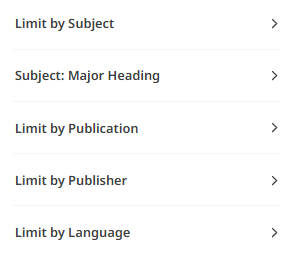 Limit by Subject
Subject: Major Heading
Limit by Publication
Limit by Publisher
Limit by Language